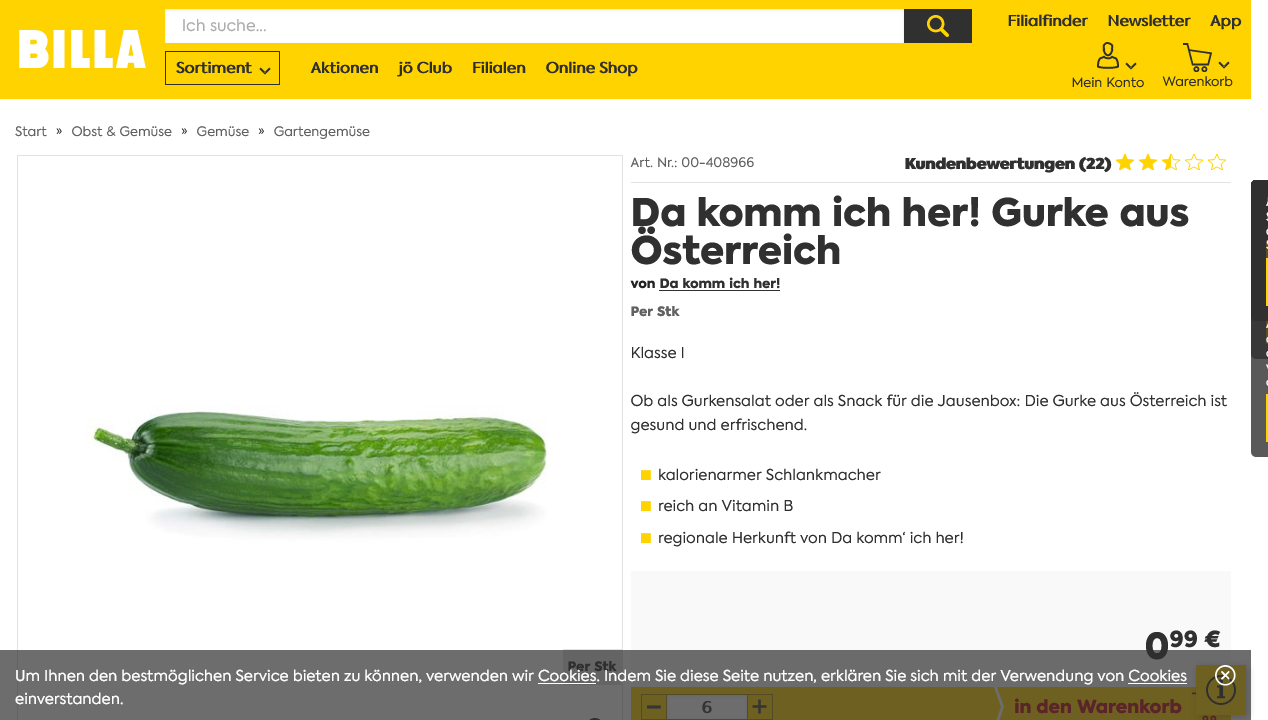 BILLA
Ich suche...
Filialfinder Newsletter App
Sortiment Aktionen jö Club Filialen Online Shop
Mein Konto Warenkorb
Start » Obst & Gemüse » Gemüse » Gartengemüse
Art. Nr.: 00-408966
Kundenbewertungen (22)
Da komm ich her! Gurke aus
Österreich
von Da komm ich her!
Per Stk
Klasse I
Ob als Gurkensalat oder als Snack für die Jausenbox: Die Gurke aus Österreich ist
gesund und erfrischend.
kalorienarmer Schlankmacher
reich an Vitamin B
regionale Herkunft von Da komm‘ ich her!
0 99 €
Per Stk
Um Ihnen den bestmöglichen Service bieten zu können, verwenden wir Cookies. Indem Sie diese Seite nutzen, erklären Sie sich mit der Verwendung von Cookies
einverstanden.
6
in den Warenkorb